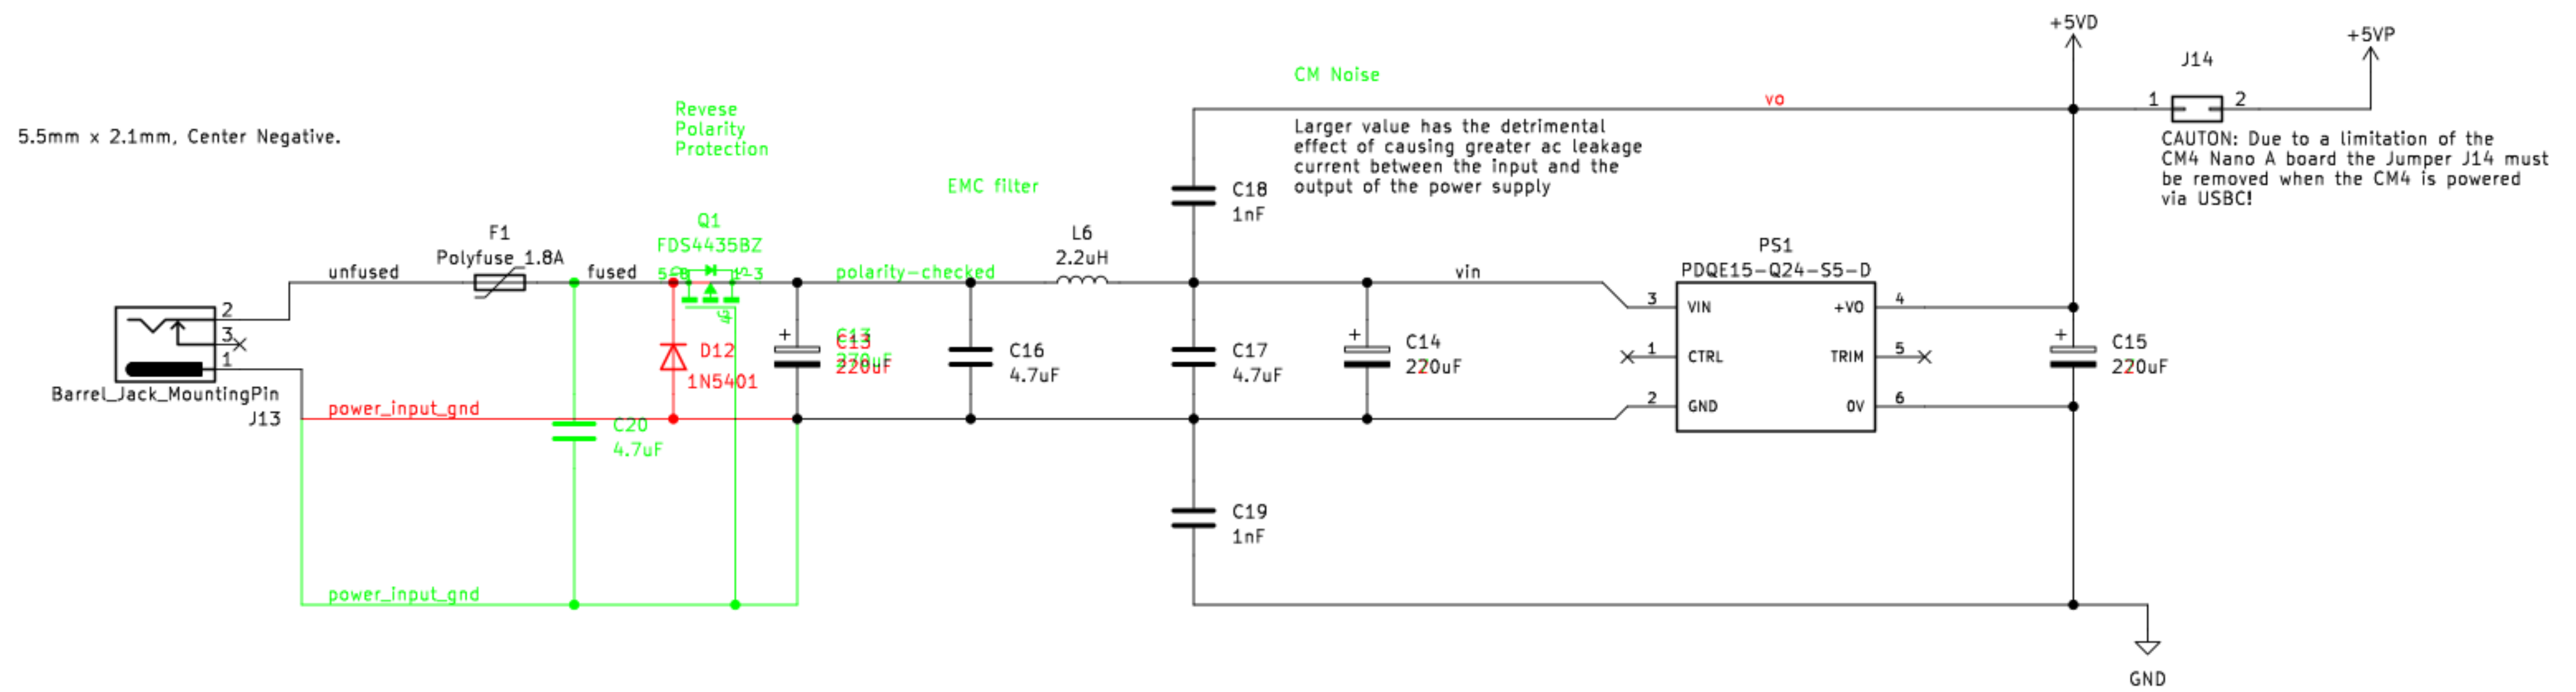 +5VD
+5VP
J14
CM Noise
vo
1
2
Revese
Polarity
Protection
5.5mm x 2.1mm, Center Negative.
Larger value has the detrimental
effect of causing greater ac leakage
current between the input and the
output of the power supply
CAUTON: Due to a limitation of the
CM4 Nano A board the Jumper J14 must
be removed when the CM4 is powered
via USBC!
EMC filter
C18
1nF
Q1
FDS4435BZ
F1
Polyfuse 1.8A
L6
2.2uH
PS1
PDQE15-Q24-S5-D
unfused
fused
polarity-checked
vin
2
3
1
Barrel_Jack_MountingPin
J13
3
VIN
+VO
4
1
CTRL
TRIM
5
2
GND
0V
6
D12
1N5401
+
C13
220uF
C16
4.7uF
C17
4.7uF
+
C14
220uF
+
C15
220uF
power_input_gnd
C20
4.7uF
C19
1nF
power_input_gnd
GND